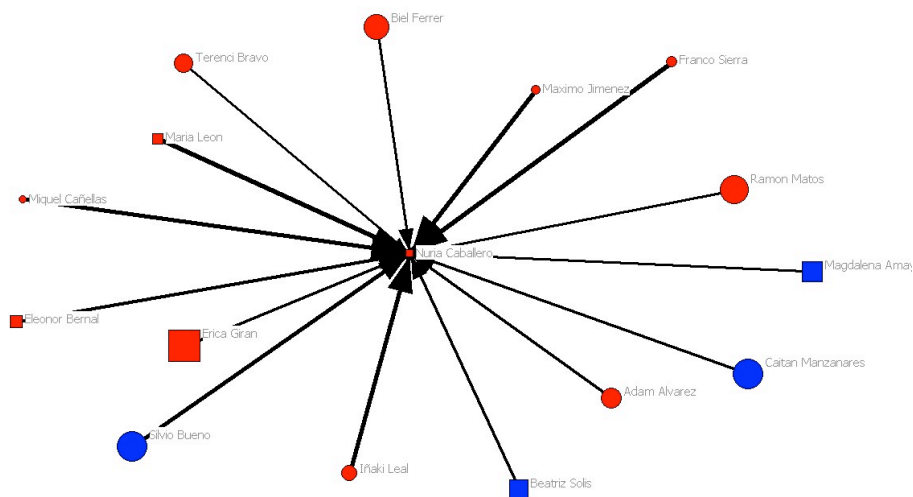 Biel Ferrer
Terenci Bravo
Franco Sierra
Maximo Jimenez
Maria Leon
Ramon Matos
Miquel Cañellas
Nuria Caballero
Magdalena Amay
Eleonor Bernal
Erica Giran
Caitan Manzanares
Adam Alvarez
Silvio Bueno
Iñaki Leal
Beatriz Solis